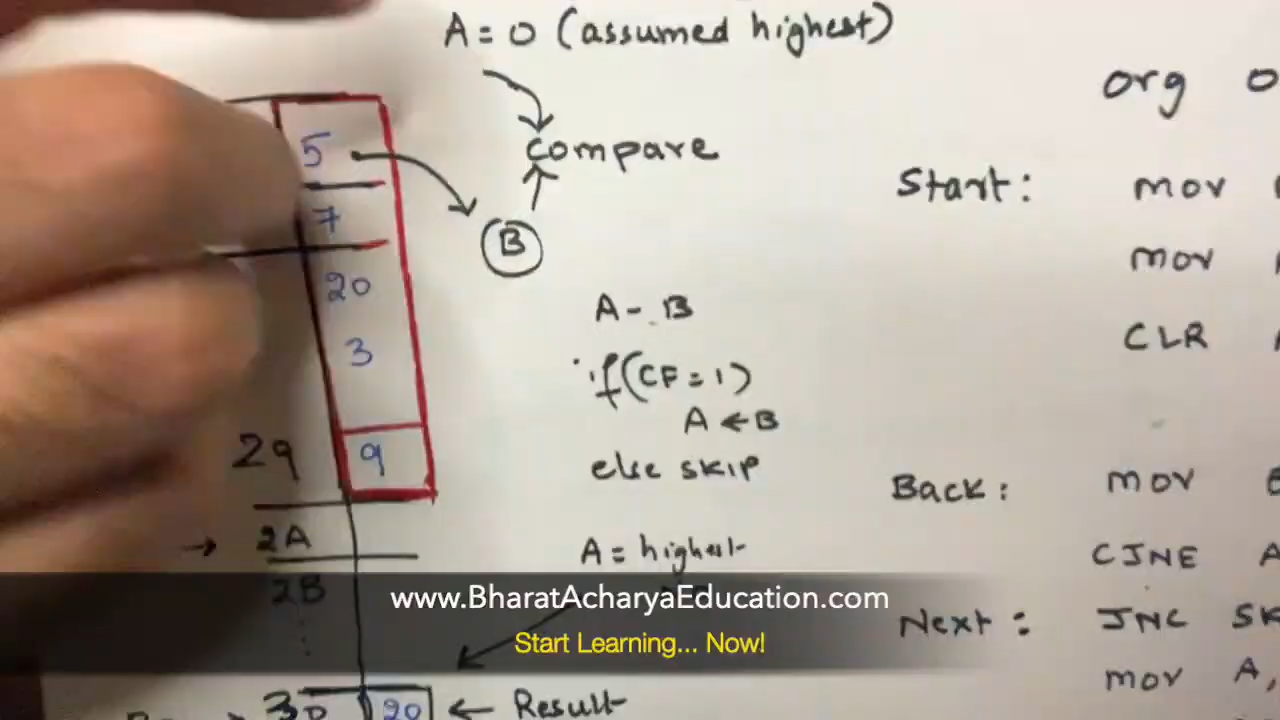 A = 0 (assumed highest)
compare
5
B
7
20
3
29
9
2A
2B
20
← Result
A - B
if(CF = 1)
A ← B
else skip
A = highest
org
Start: mov
mov
CLR
Back: mov
CJNE A
Next: JNC SK
mov A,
www.BharatAcharyaEducation.com
Start Learning... Now!